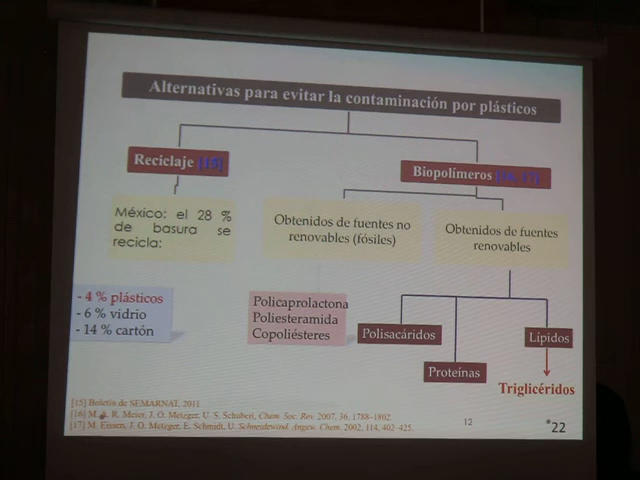 Alternativas para evitar la contaminación por plásticos
Reciclaje [15]
Biopolímeros [16, 17]
México: el 28 %
de basura se
recicla:
Obtenidos de fuentes no
renovables (fósiles)
Obtenidos de fuentes
renovables
- 4 % plásticos
- 6 % vidrio
- 14 % cartón
Policaprolactona
Poliesteramida
Copoliésteres
Polisacáridos
Proteínas
Lípidos
Triglicéridos
[15] Boletín de SEMARNAT, 2011
[16] M. A. R. Meier, J. O. Metzger, U. S. Schubert, Chem. Soc. Rev. 2007, 36, 1788–1802.
[17] M. Eissen, J. O. Metzger, E. Schmidt, U. Schneidewind. Angew. Chem. 2002, 114, 402–425.
12
*22